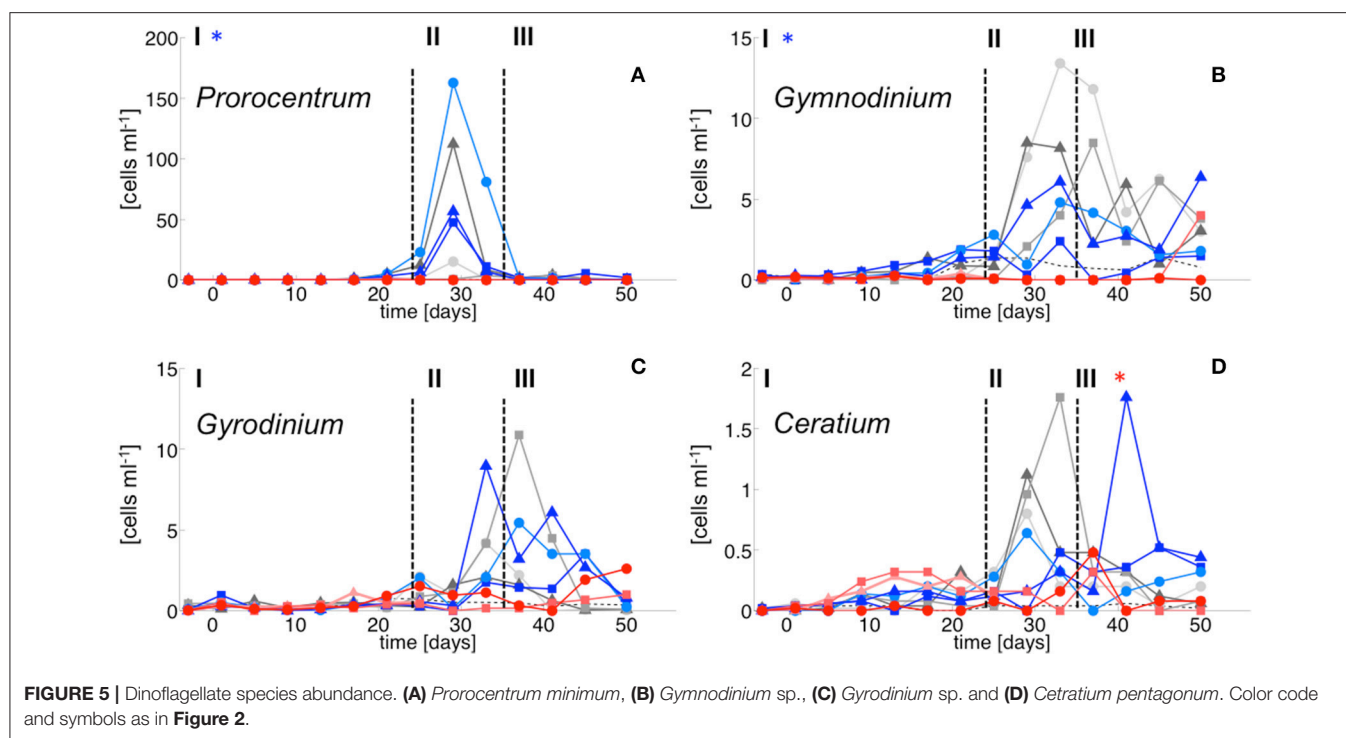 I * II III
200
150
100
50
0
[cells ml-1]
A
Prorocentrum
0 10 20 30 40 50
time [days]
I * II III
15
10
5
0
[cells ml-1]
B
Gymnodinium
0 10 20 30 40 50
time [days]
I II III
15
10
5
0
[cells ml-1]
C
Gyrodinium
0 10 20 30 40 50
time [days]
I II III *
2
1.5
1
0.5
0
[cells ml-1]
D
Ceratium
0 10 20 30 40 50
time [days]
FIGURE 5 | Dinoflagellate species abundance. (A) Prorocentrum minimum, (B) Gymnodinium sp., (C) Gyrodinium sp. and (D) Cetratium pentagonum. Color code
and symbols as in Figure 2.